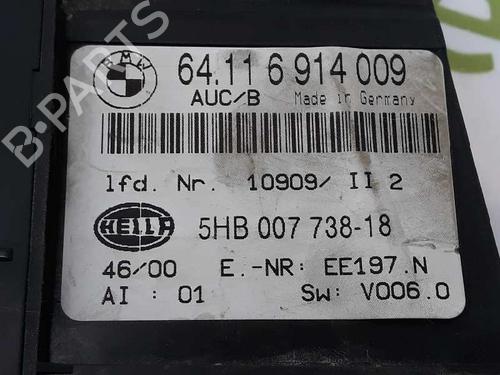 BMW
64.11 6 914 009
AUC/B Made in Germany
lfd. Nr. 10909/ II 2
HELLA 5HB 007 738-18
46/00 E.-NR: EE197.N
AI : 01 Sw: V006.0
B-PARTS